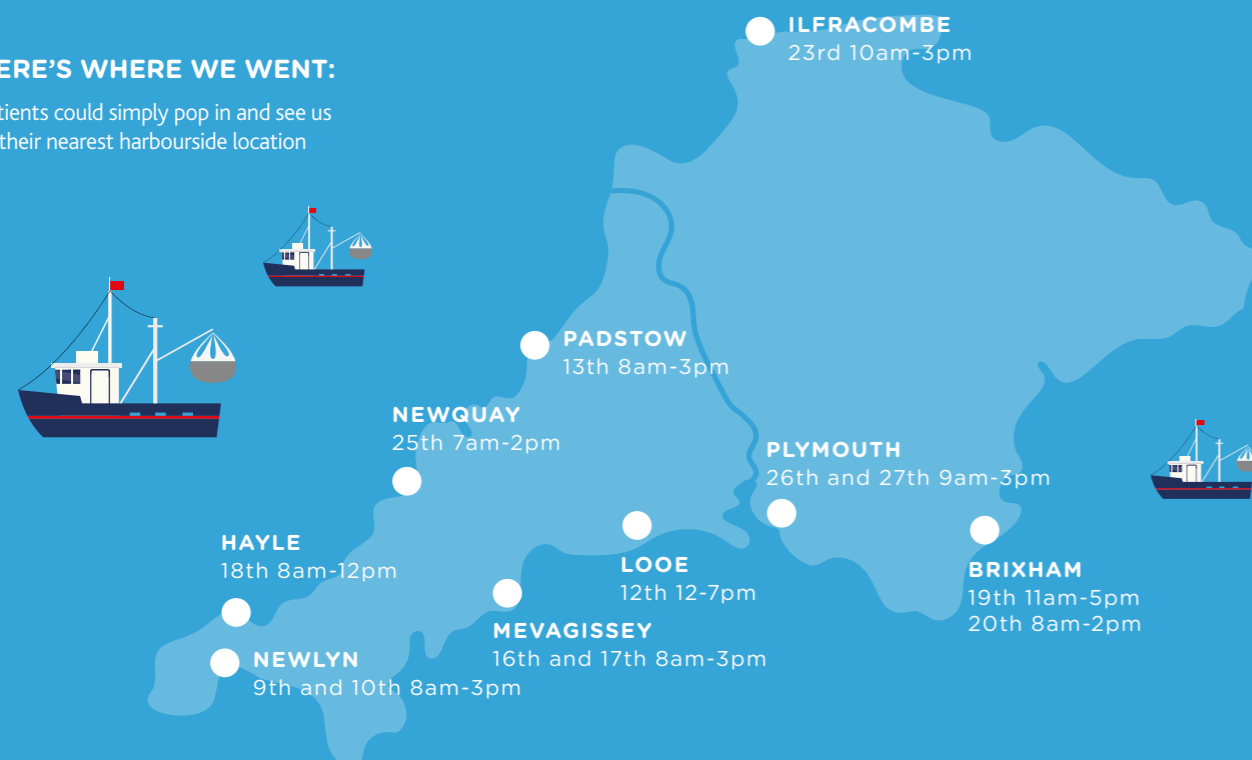 ERE'S WHERE WE WENT:
tients could simply pop in and see us
their nearest harbourside location
ILFRACOMBE
23rd 10am-3pm
PADSTOW
13th 8am-3pm
NEWQUAY
25th 7am-2pm
PLYMOUTH
26th and 27th 9am-3pm
HAYLE
18th 8am-12pm
LOOE
12th 12-7pm
BRIXHAM
19th 11am-5pm
20th 8am-2pm
MEVAGISSEY
16th and 17th 8am-3pm
NEWLYN
9th and 10th 8am-3pm